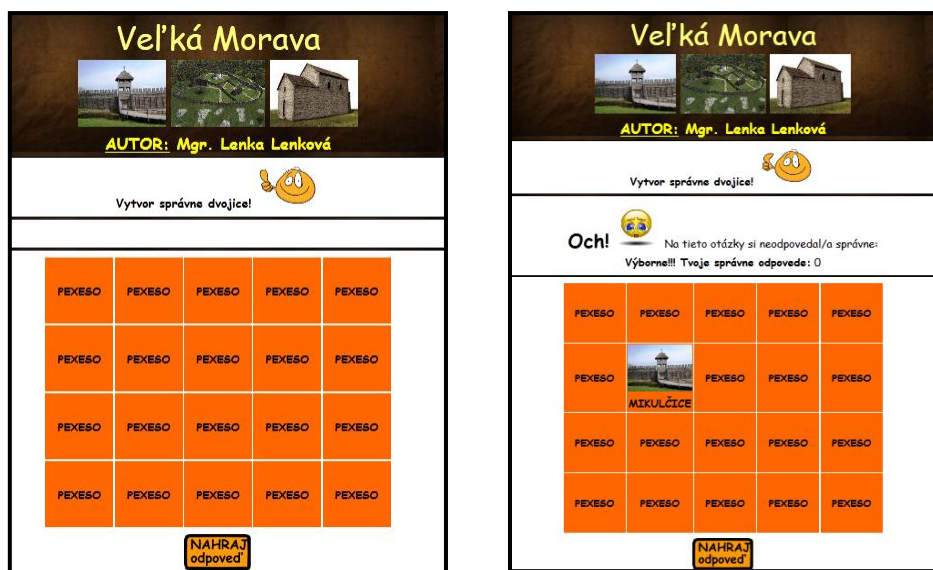 Veľká Morava
AUTOR: Mgr. Lenka Lenková
Vytvor správne dvojice!
PEXESO PEXESO PEXESO PEXESO PEXESO
PEXESO PEXESO PEXESO PEXESO PEXESO
PEXESO PEXESO PEXESO PEXESO PEXESO
PEXESO PEXESO PEXESO PEXESO PEXESO
NAHRAJ
odpoveď
Veľká Morava
AUTOR: Mgr. Lenka Lenková
Vytvor správne dvojice!
Och! Na tieto otázky si neodpovedal/a správne:
Výborne!!! Tvoje správne odpovede: 0
PEXESO PEXESO PEXESO PEXESO PEXESO
PEXESO MIKULČICE PEXESO PEXESO PEXESO
PEXESO PEXESO PEXESO PEXESO PEXESO
PEXESO PEXESO PEXESO PEXESO PEXESO
NAHRAJ
odpoveď